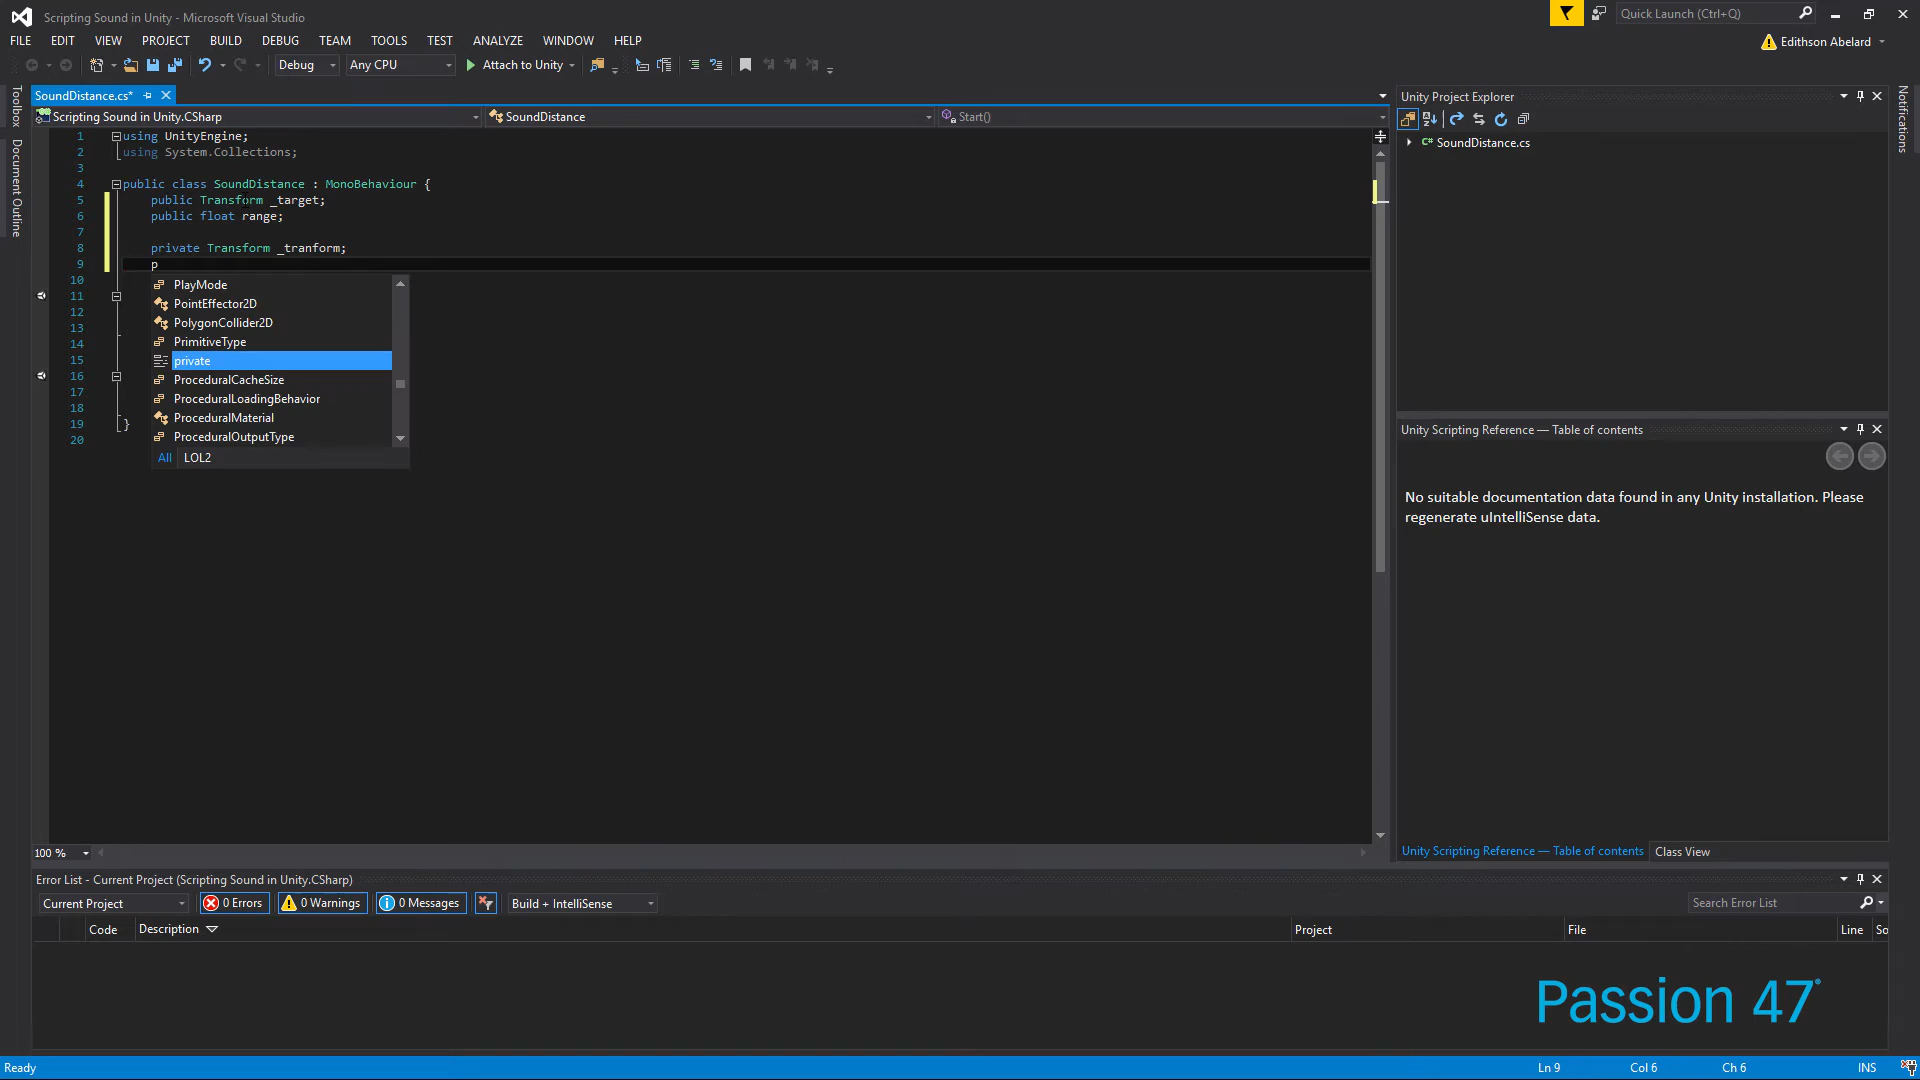 Scripting Sound in Unity - Microsoft Visual Studio
Quick Launch (Ctrl+Q)
FILE EDIT VIEW PROJECT BUILD DEBUG TEAM TOOLS TEST ANALYZE WINDOW HELP
Edithson Abelard
Debug Any CPU Attach to Unity
Toolbox
Document Outline
SoundDistance.cs*
Scripting Sound in Unity.CSharp SoundDistance Start()
1 using UnityEngine;
2 using System.Collections;
3
4 public class SoundDistance : MonoBehaviour {
5 public Transform _target;
6 public float range;
7
8 private Transform _tranform;
9 p
10
11
12
13
14
15
16
17
18
19 }
20
PlayMode
PointEffector2D
PolygonCollider2D
PrimitiveType
private
ProceduralCacheSize
ProceduralLoadingBehavior
ProceduralMaterial
ProceduralOutputType
All LOL2
100 %
Unity Project Explorer
C# SoundDistance.cs
Notifications
Unity Scripting Reference — Table of contents
No suitable documentation data found in any Unity installation. Please
regenerate uIntelliSense data.
Unity Scripting Reference — Table of contents Class View
Error List - Current Project (Scripting Sound in Unity.CSharp)
Current Project 0 Errors 0 Warnings 0 Messages Build + IntelliSense Search Error List
Code Description Project File Line So
Passion 47
Ready Ln 9 Col 6 Ch 6 INS